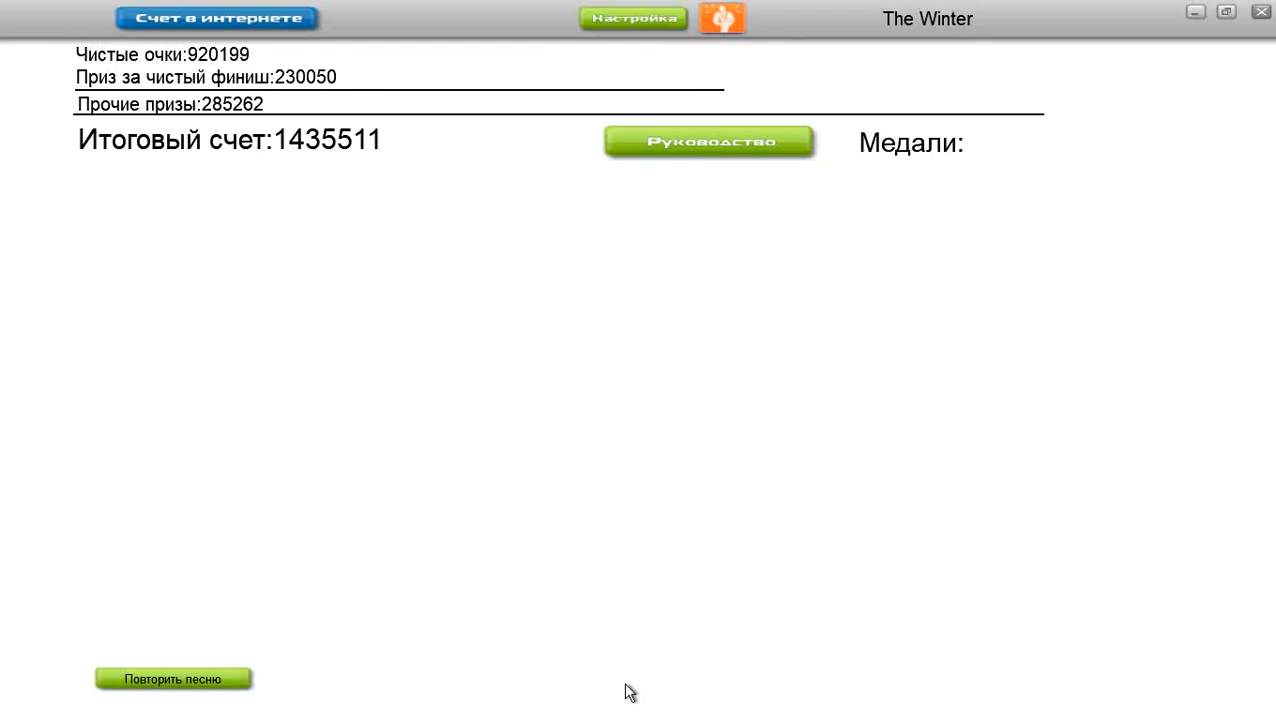 Счет в интернете
Настройка
The Winter
Чистые очки:920199
Приз за чистый финиш:230050
Прочие призы:285262
Итоговый счет:1435511
Руководство
Медали:
Повторить песню